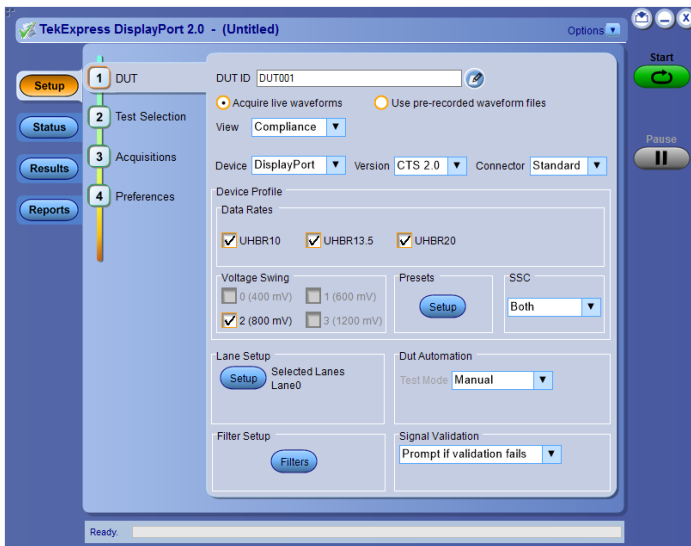 TekExpress DisplayPort 2.0 - (Untitled)
Options
Start
Pause
Setup
Status
Results
Reports
1 DUT
2 Test Selection
3 Acquisitions
4 Preferences
DUT ID DUT001
Acquire live waveforms Use pre-recorded waveform files
View Compliance
Device DisplayPort Version CTS 2.0 Connector Standard
Device Profile
Data Rates
UHBR10 UHBR13.5 UHBR20
Voltage Swing
0 (400 mV) 1 (600 mV)
2 (800 mV) 3 (1200 mV)
Presets
Setup
SSC
Both
Lane Setup
Setup
Selected Lanes
Lane0
Dut Automation
Test Mode Manual
Filter Setup
Filters
Signal Validation
Prompt if validation fails
Ready.